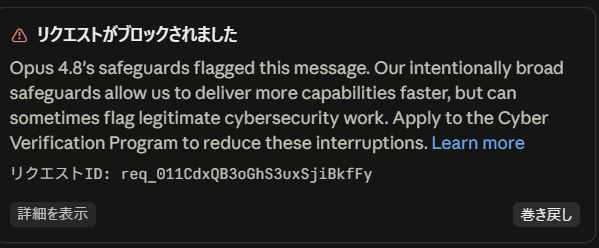 リクエストがブロックされました
Opus 4.8's safeguards flagged this message. Our intentionally broad
safeguards allow us to deliver more capabilities faster, but can
sometimes flag legitimate cybersecurity work. Apply to the Cyber
Verification Program to reduce these interruptions. Learn more
リクエストID: req_011CdxQB3oGhS3uxSjiBkfFy
詳細を表示
巻き戻し